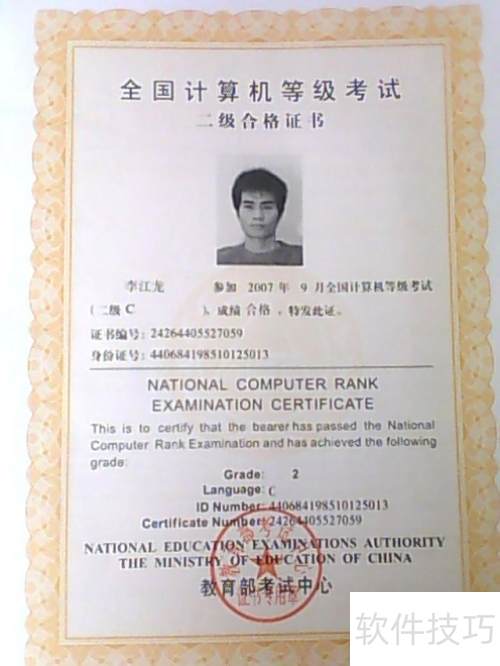 全国计算机等级考试
二级合格证书
李江龙 参加 2007 年 9 月全国计算机等级考试
(二级 C )，成绩 合格 ，特发此证。
证书编号: 24264405527059
身份证号: 440684198510125013
NATIONAL COMPUTER RANK
EXAMINATION CERTIFICATE
This is to certify that the bearer has passed the National
Computer Rank Examination and has achieved the following
grade:
Grade: 2
Language: C
ID Number: 440684198510125013
Certificate Number: 24264405527059
NATIONAL EDUCATION EXAMINATIONS AUTHORITY
THE MINISTRY OF EDUCATION OF CHINA
教育部考试中心
证书专用章
软件技巧